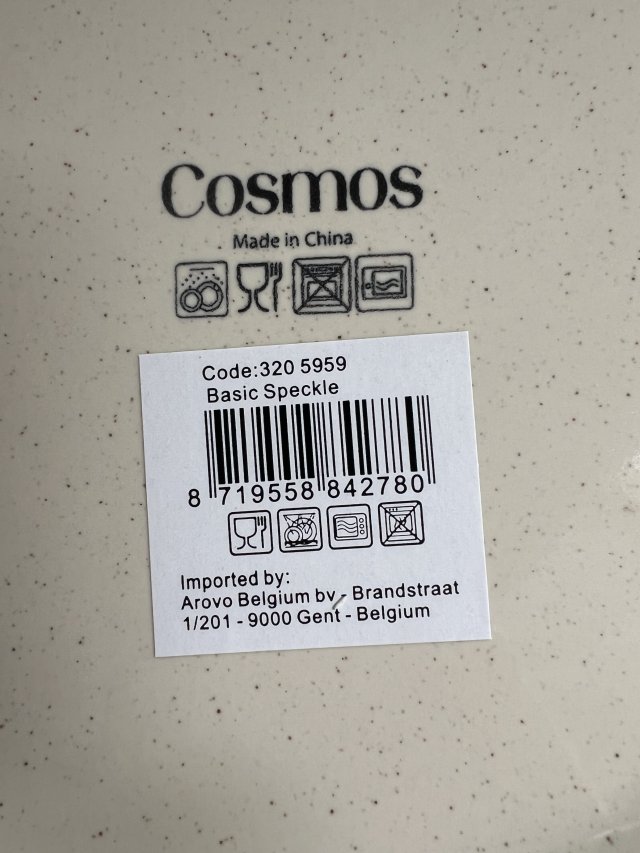 Cosmos
Made in China
Code:320 5959
Basic Speckle
8 719558 842780
Imported by:
Arovo Belgium bv - Brandstraat
1/201 - 9000 Gent - Belgium